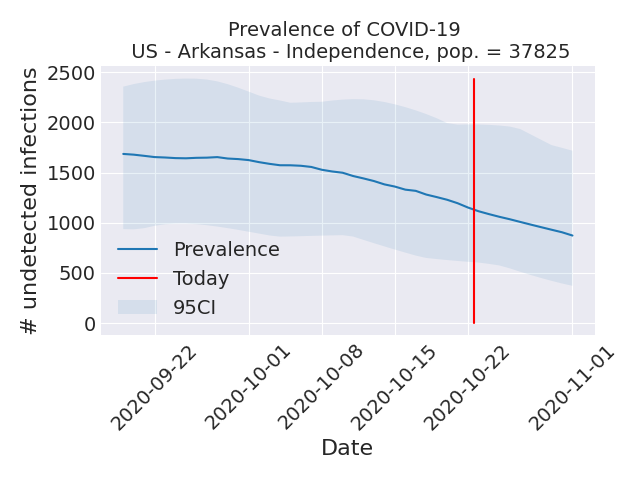 Prevalence of COVID-19
US - Arkansas - Independence, pop. = 37825
# undetected infections
2500
2000
1500
1000
500
0
Prevalence
Today
95CI
2020-09-22
2020-10-01
2020-10-08
2020-10-15
2020-10-22
2020-11-01
Date